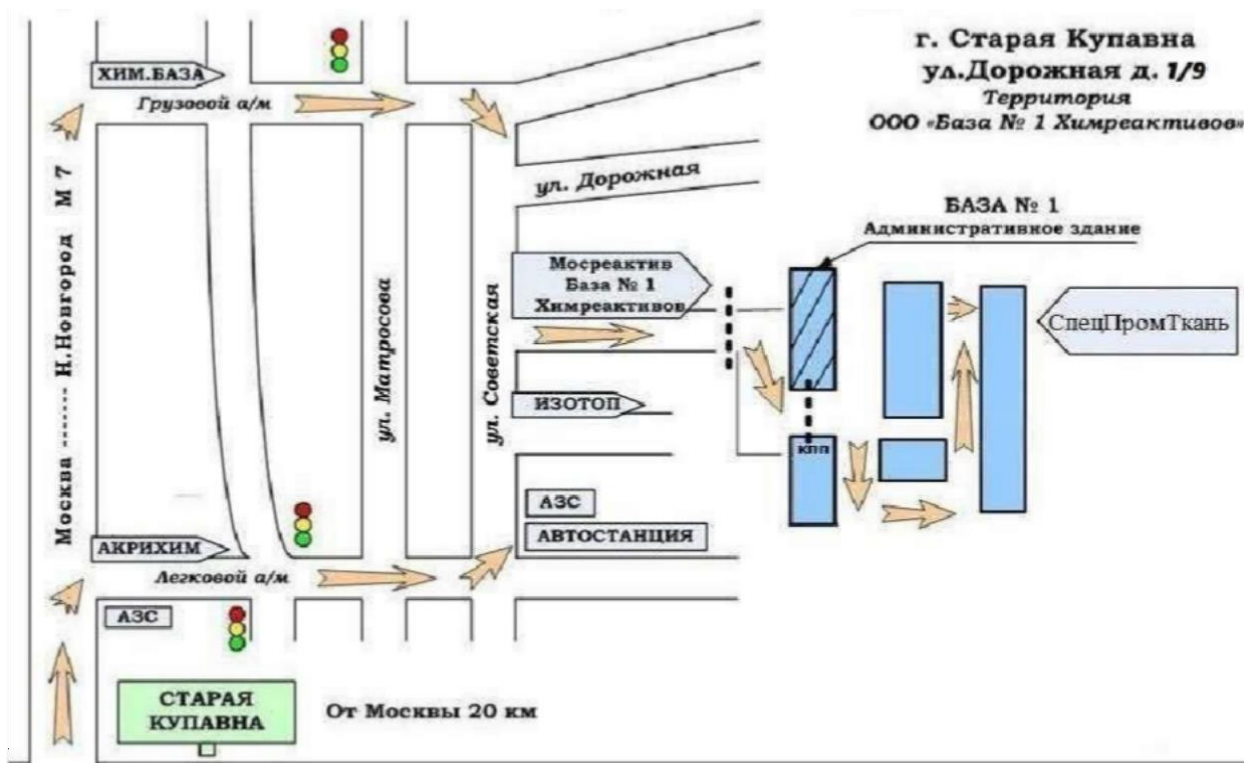 г. Старая Купавна
ул.Дорожная д. 1/9
Территория
ООО «База № 1 Химреактивов»
ХИМ.БАЗА
Грузовой а/м
Москва ------- Н.Новгород М 7
ул. Дорожная
БАЗА № 1
Административное здание
Мосреактив
База № 1
Химреактивов
СпецПромТкань
ул. Матросова
ул. Советская
ИЗОТОП
КПП
АЗС
АВТОСТАНЦИЯ
АКРИХИМ
Легковой а/м
АЗС
СТАРАЯ
КУПАВНА
От Москвы 20 км